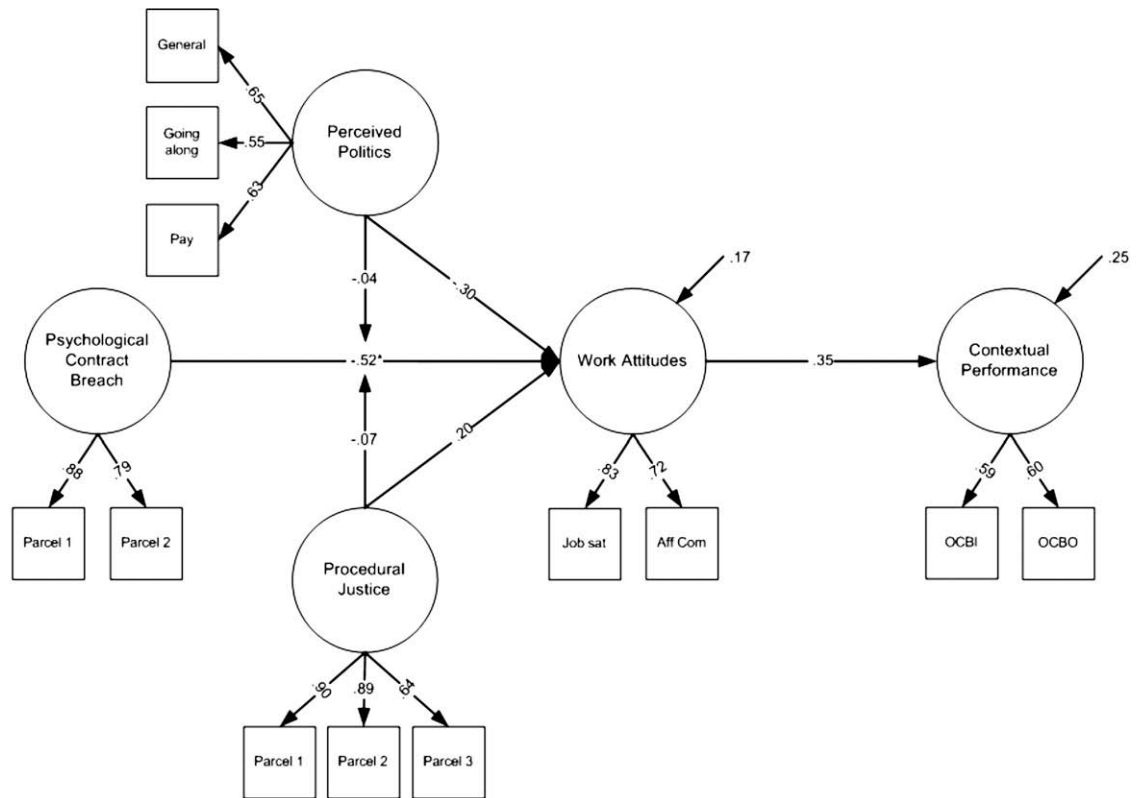 General
.65
Going
along
.55
Perceived
Politics
.63
Pay
-.04
-.30
.17
.25
Psychological
Contract
Breach
-.52*
Work Attitudes
.35
Contextual
Performance
-.07
.20
.88
.79
.83
.72
.59
.60
Parcel 1
Parcel 2
Job sat
Aff Com
OCBI
OCBO
Procedural
Justice
.90
.89
.64
Parcel 1
Parcel 2
Parcel 3